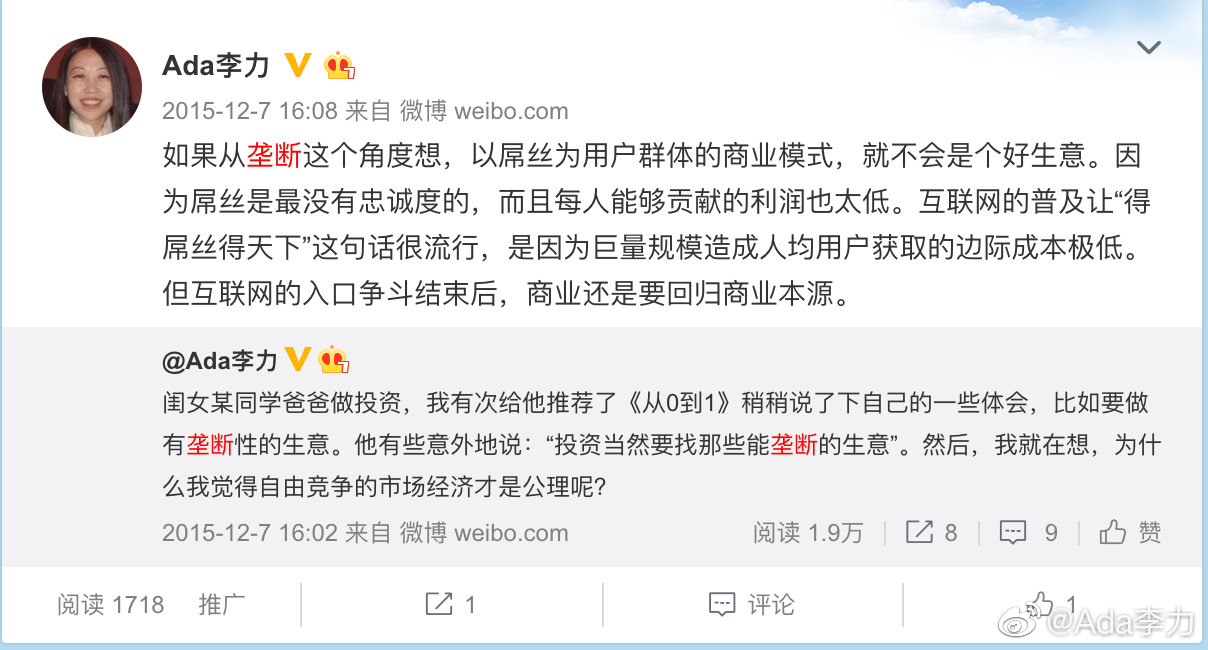 Ada李力
2015-12-7 16:08 来自 微博 weibo.com
如果从垄断这个角度想，以屌丝为用户群体的商业模式，就不会是个好生意。因
为屌丝是最没有忠诚度的，而且每人能够贡献的利润也太低。互联网的普及让“得
屌丝得天下”这句话很流行，是因为巨量规模造成人均用户获取的边际成本极低。
但互联网的入口争斗结束后，商业还是要回归商业本源。
@Ada李力
闺女某同学爸爸做投资，我有次给他推荐了《从0到1》稍稍说了下自己的一些体会，比如要做
有垄断性的生意。他有些意外地说：“投资当然要找那些能垄断的生意”。然后，我就在想，为什
么我觉得自由竞争的市场经济才是公理呢？
2015-12-7 16:02 来自 微博 weibo.com 阅读 1.9万 8 9 赞
阅读 1718 推广 1 评论 1
@Ada李力